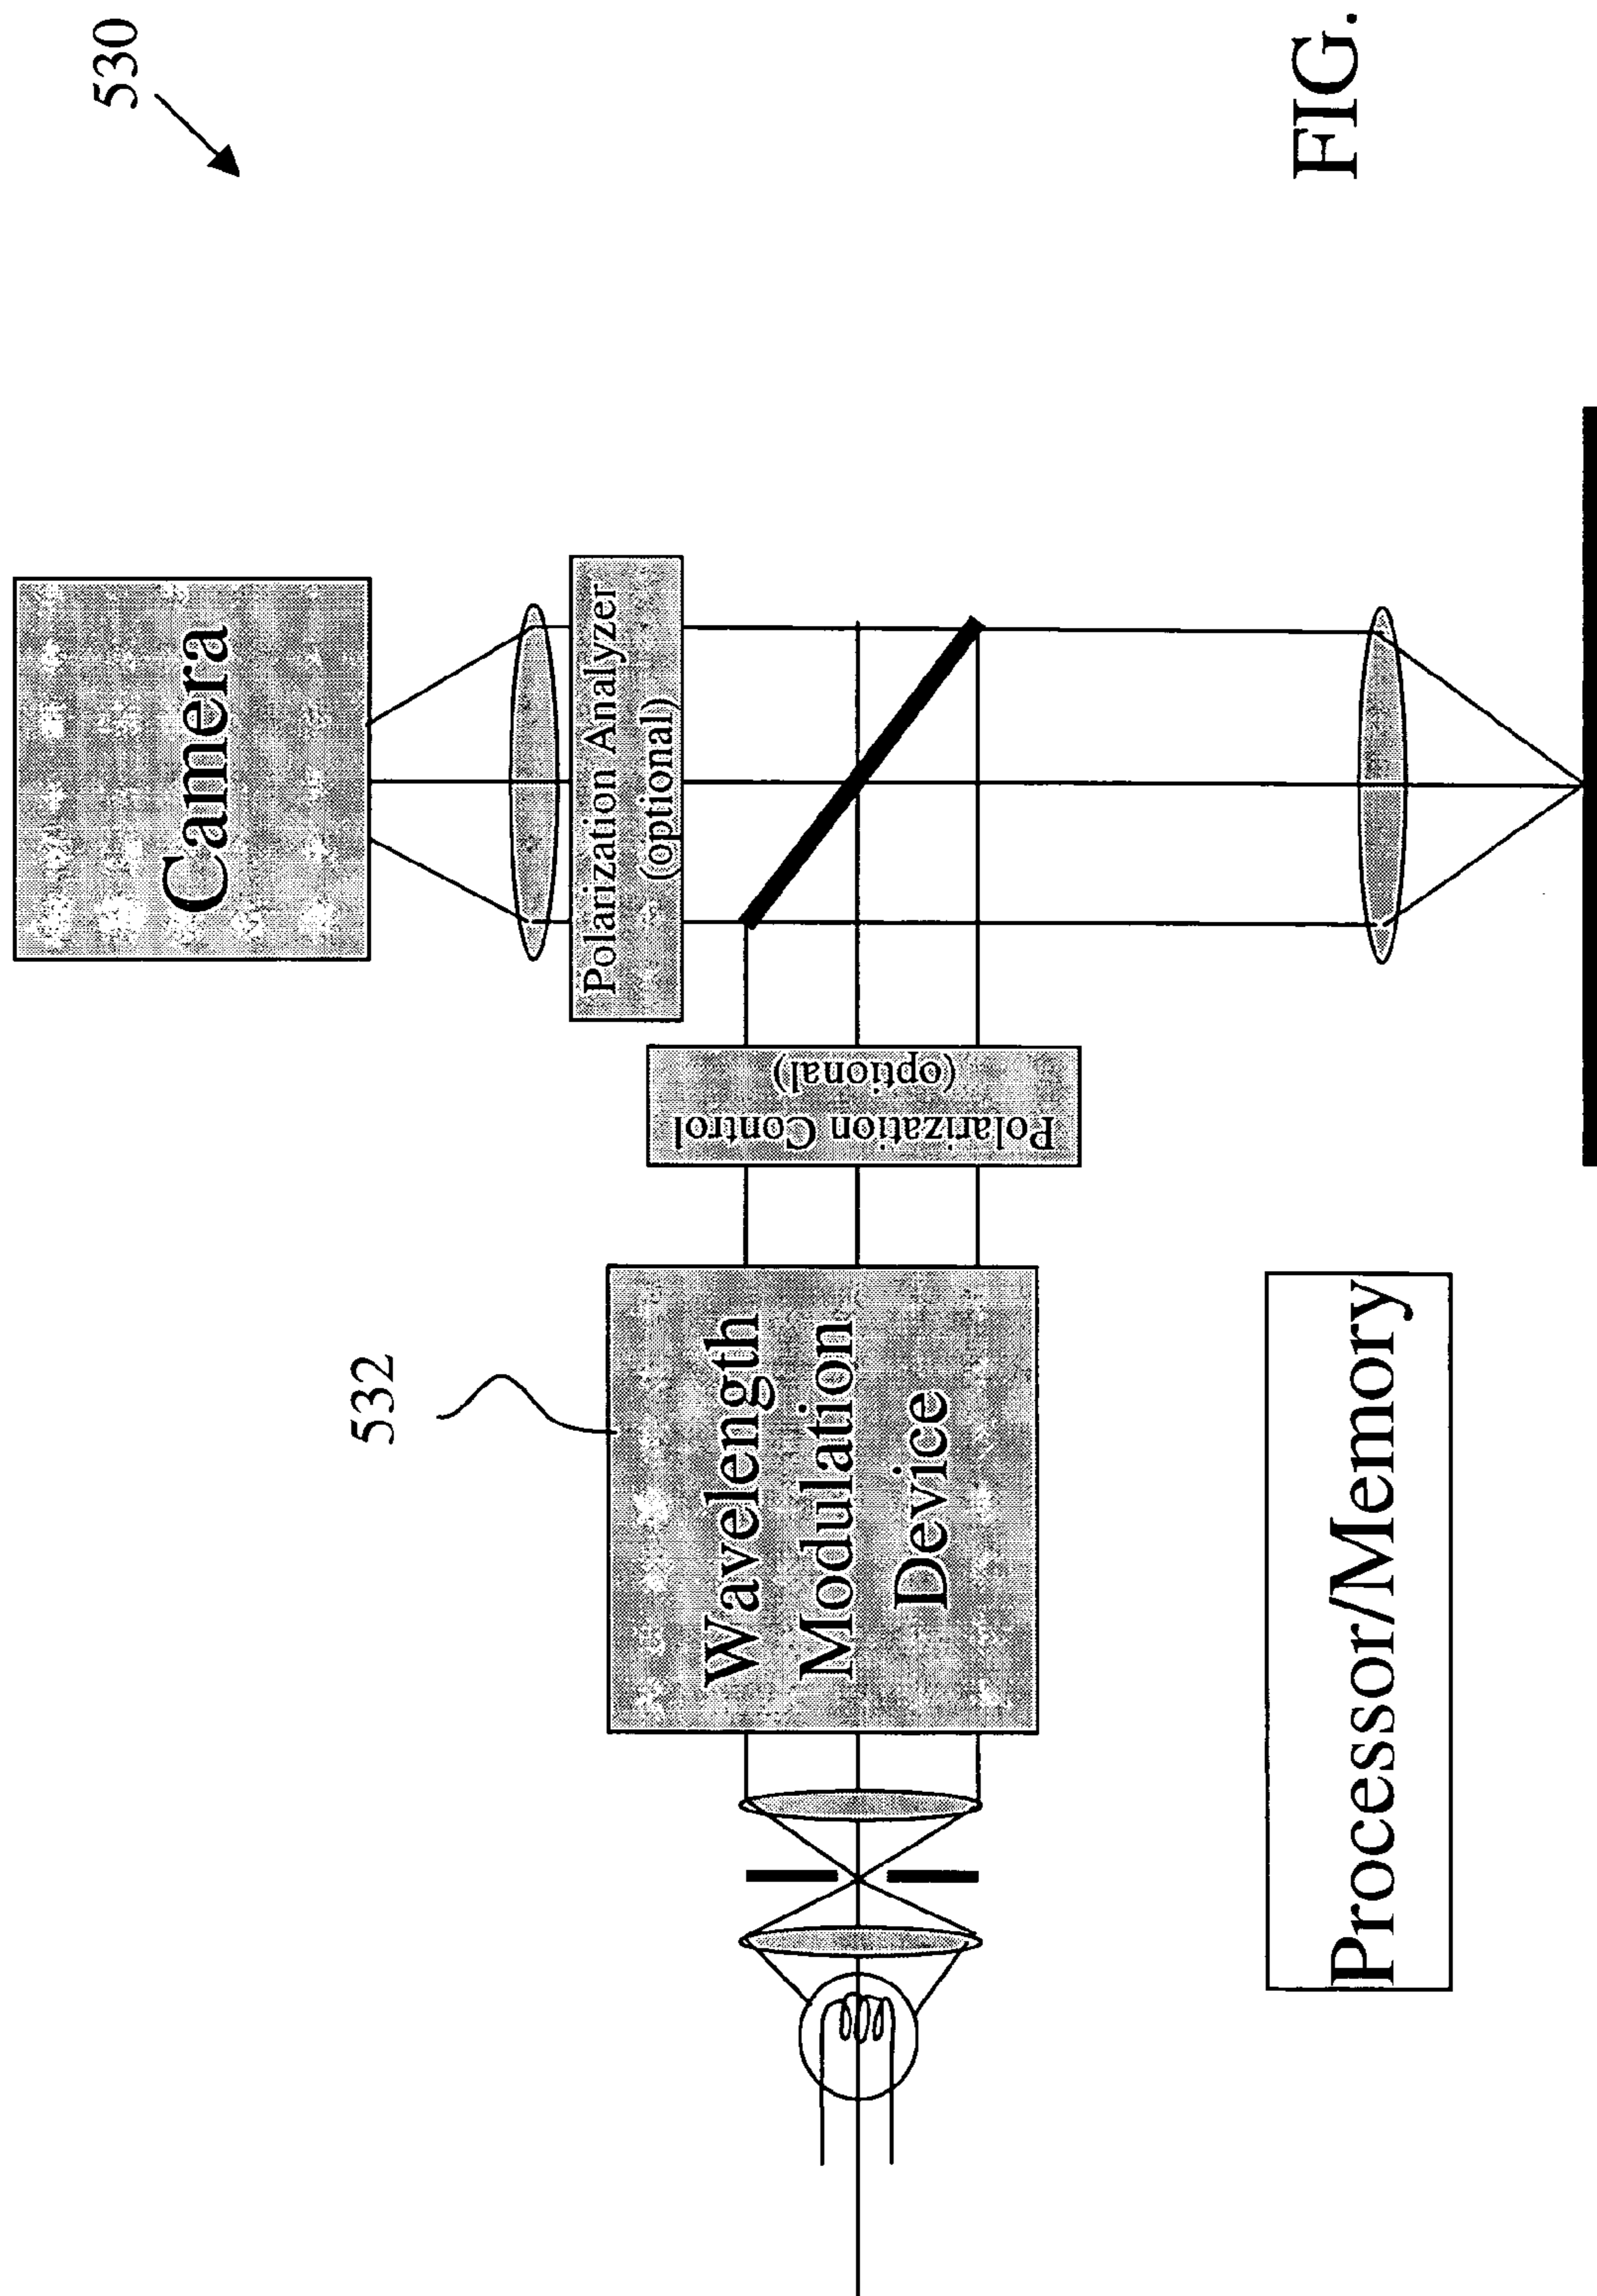 530
Camera
Polarization Analyzer
(optional)
Polarization Control
(optional)
532
Wavelength
Modulation
Device
Processor/Memory
FIG.